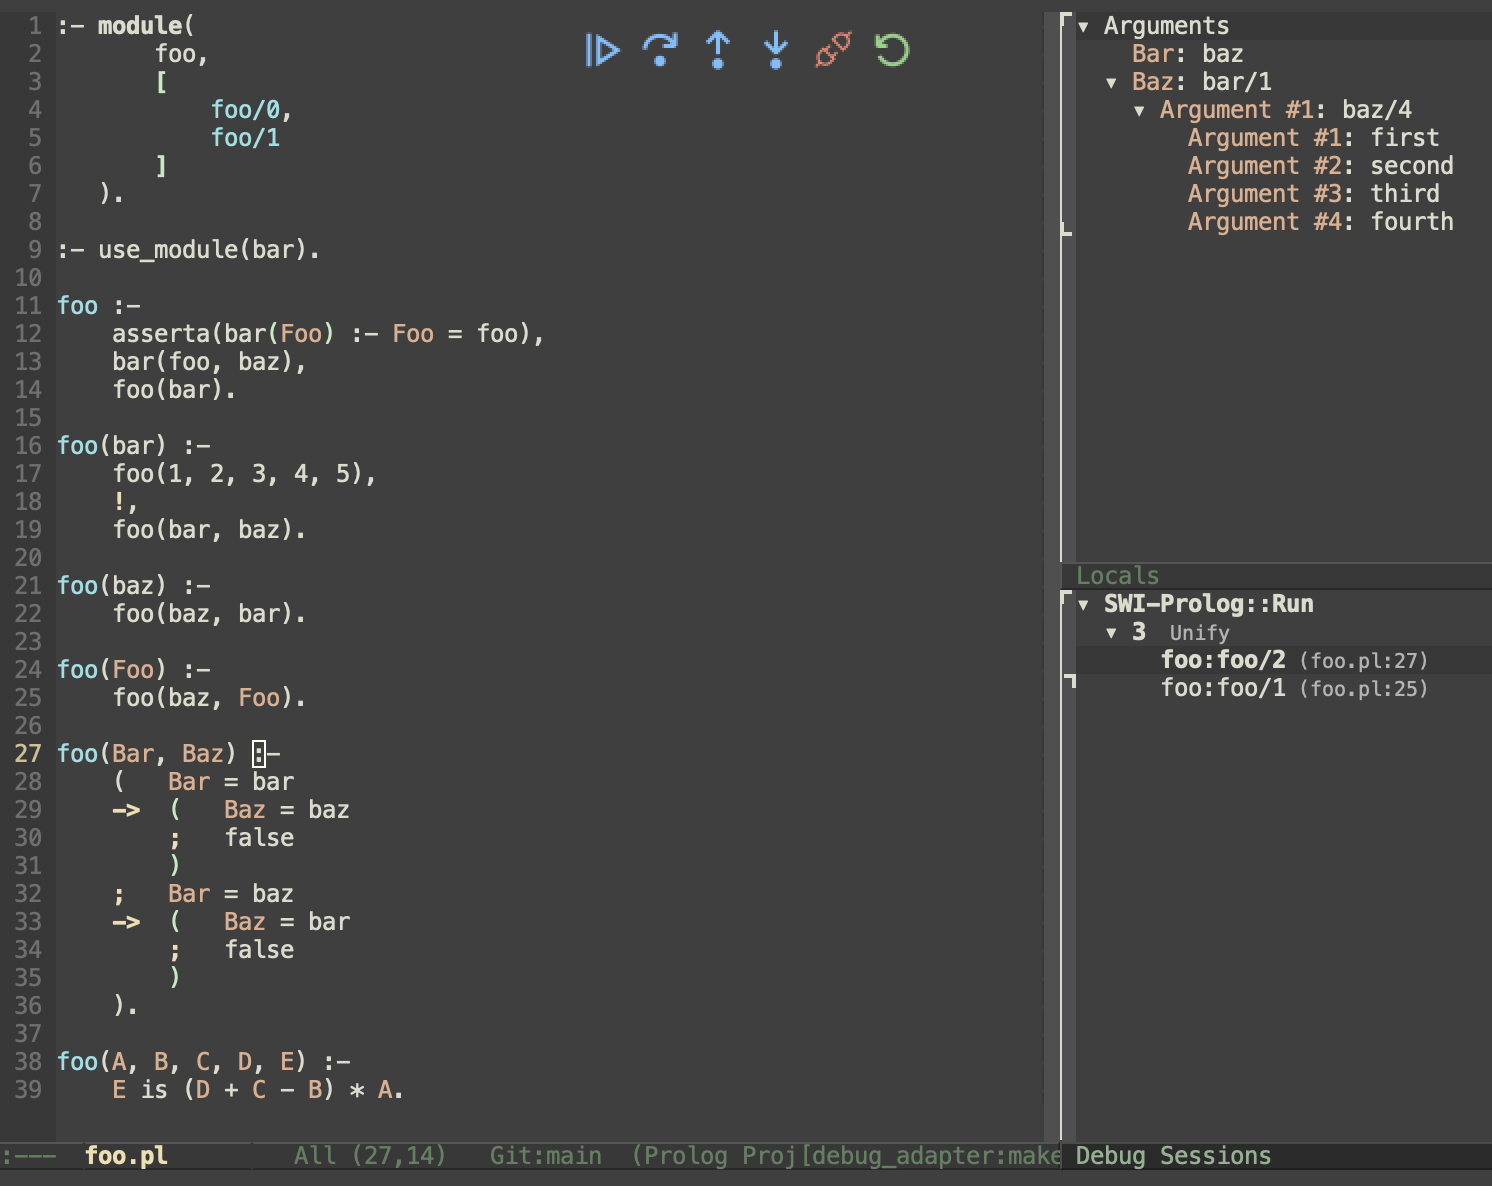 1 :- module(
2 foo,
3 [
4 foo/0,
5 foo/1
6 ]
7 ).
8
9 :- use_module(bar).
10
11 foo :-
12 asserta(bar(Foo) :- Foo = foo),
13 bar(foo, baz),
14 foo(bar).
15
16 foo(bar) :-
17 foo(1, 2, 3, 4, 5),
18 !,
19 foo(bar, baz).
20
21 foo(baz) :-
22 foo(baz, bar).
23
24 foo(Foo) :-
25 foo(baz, Foo).
26
27 foo(Bar, Baz) :-
28 ( Bar = bar
29 -> ( Baz = baz
30 ; false
31 )
32 ; Bar = baz
33 -> ( Baz = bar
34 ; false
35 )
36 ).
37
38 foo(A, B, C, D, E) :-
39 E is (D + C - B) * A.
:--- foo.pl All (27,14) Git:main (Prolog Proj[debug_adapter:make
▼ Arguments
Bar: baz
▼ Baz: bar/1
▼ Argument #1: baz/4
Argument #1: first
Argument #2: second
Argument #3: third
Argument #4: fourth
Locals
▼ SWI-Prolog::Run
▼ 3 Unify
foo:foo/2 (foo.pl:27)
foo:foo/1 (foo.pl:25)
Debug Sessions